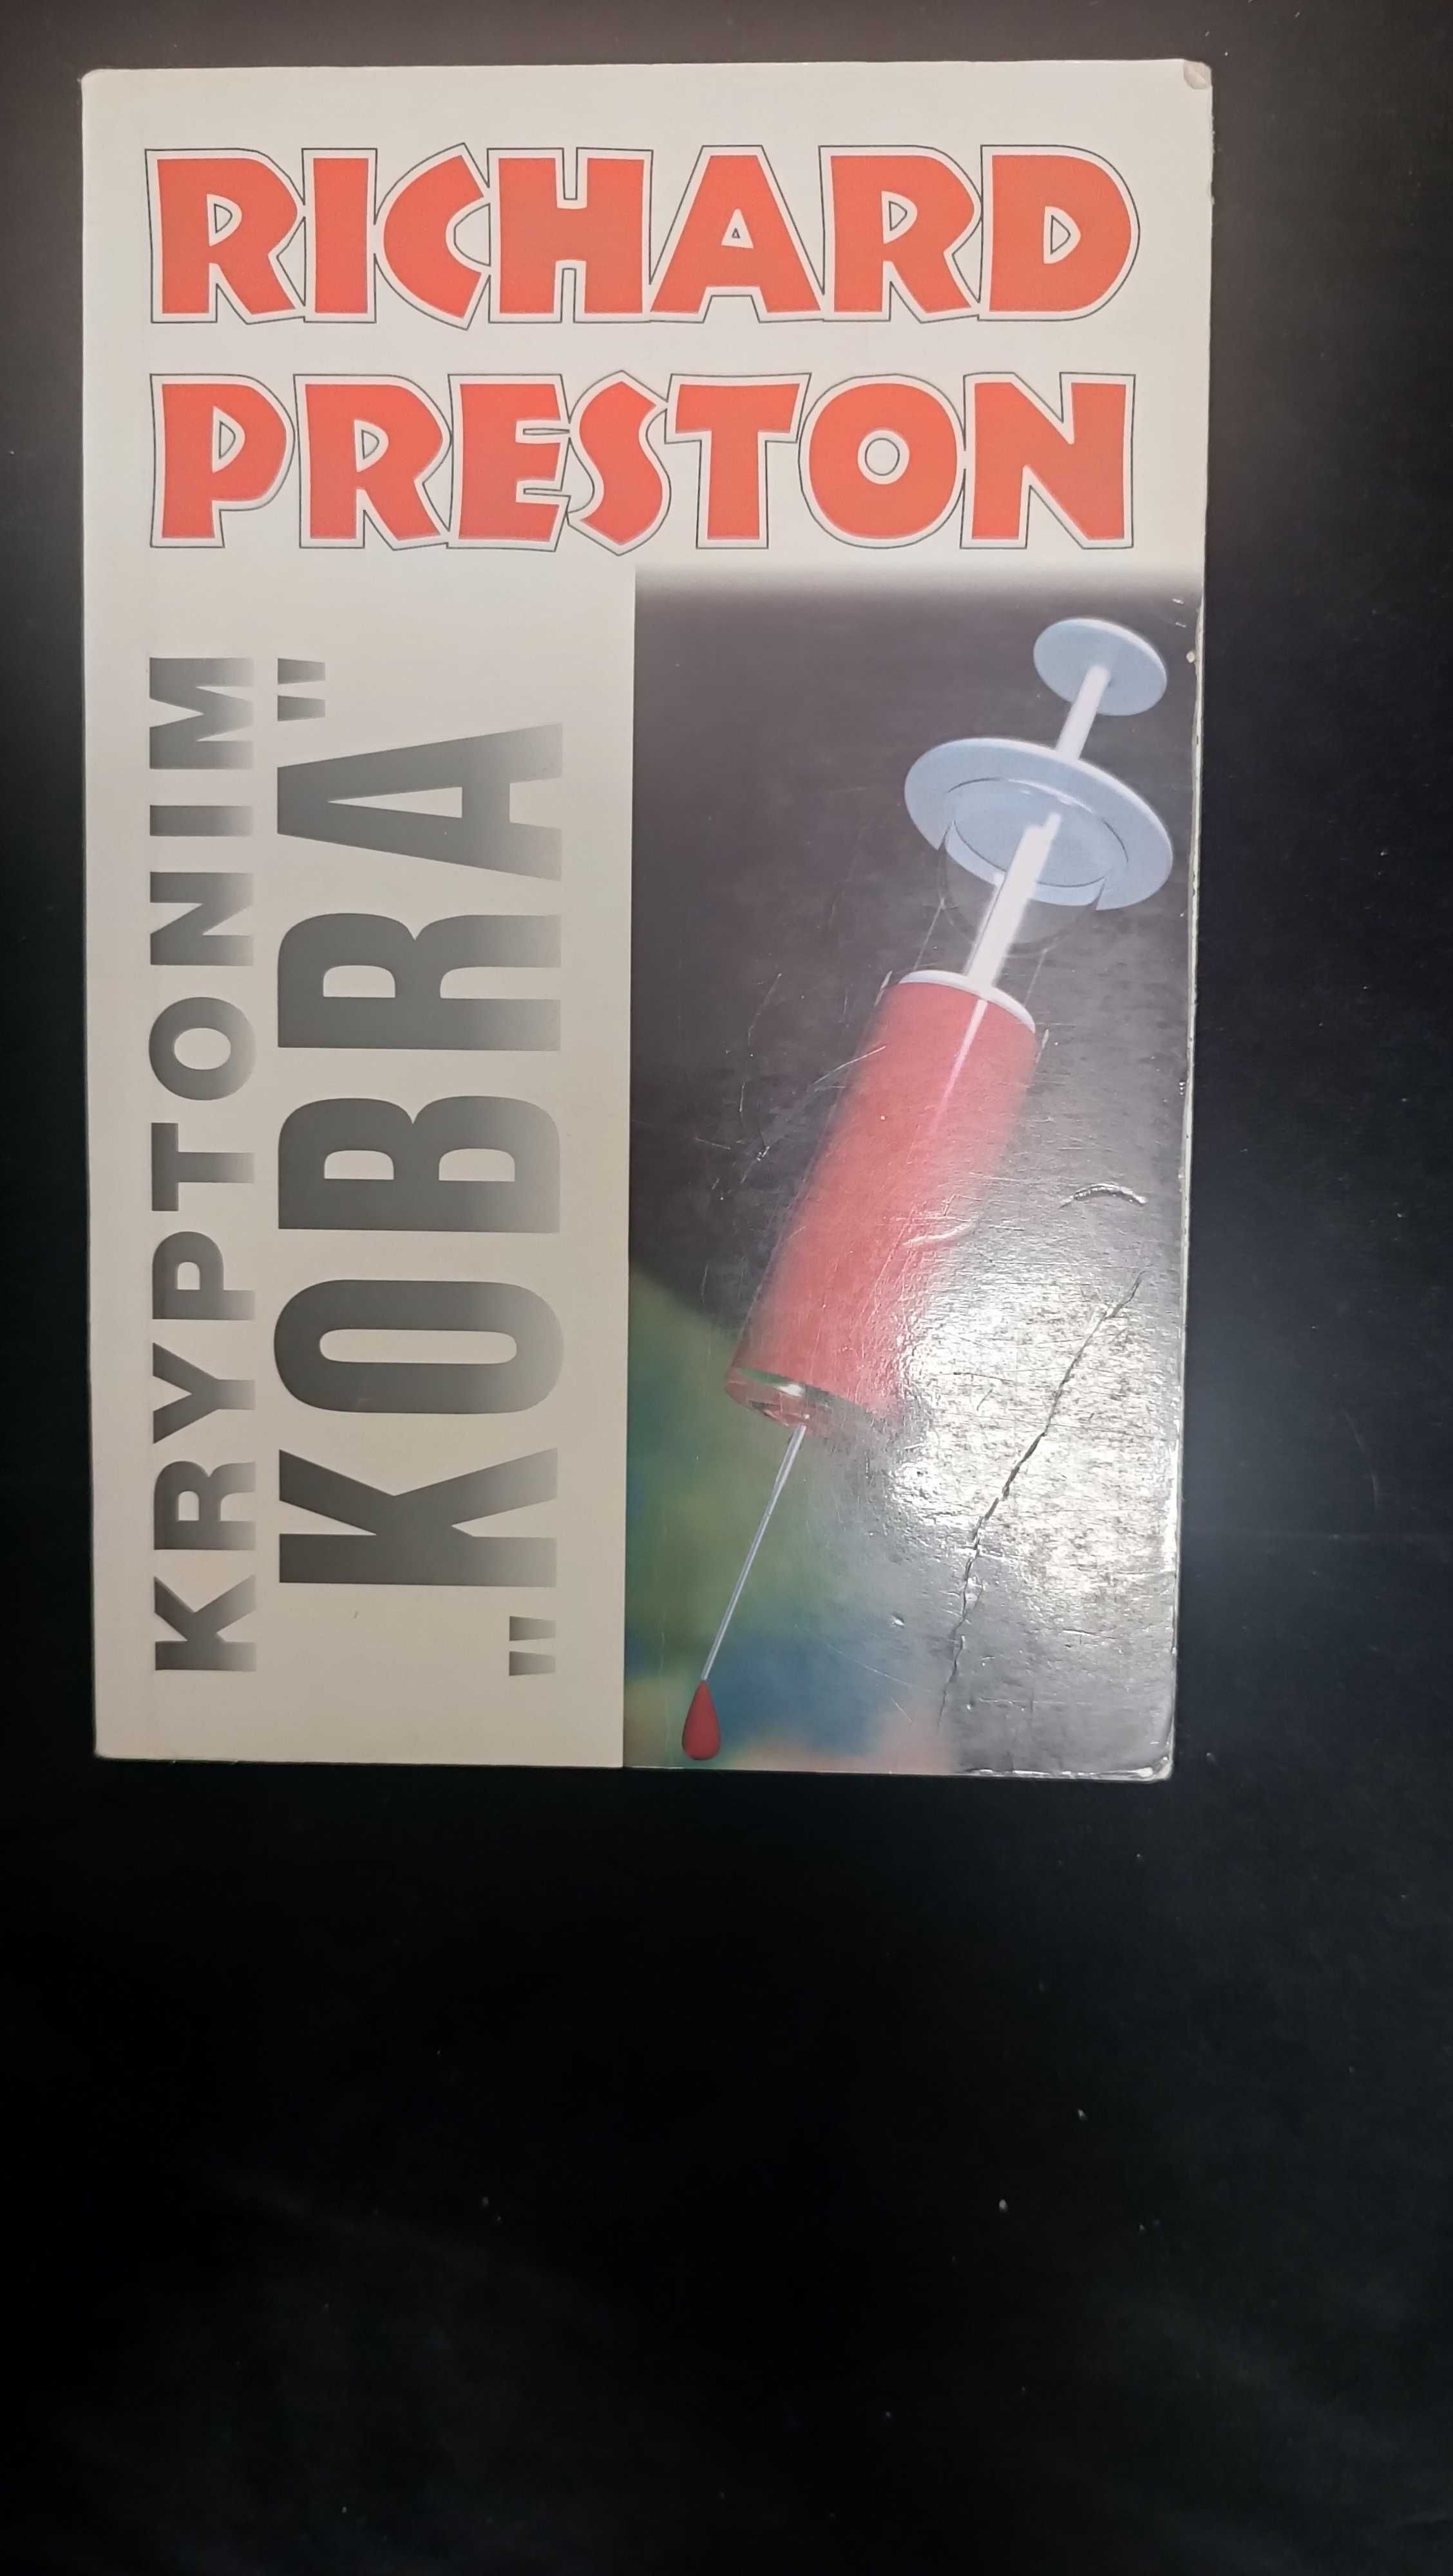 RICHARD
PRESTON
KRYPTONIM
„KOBRA"